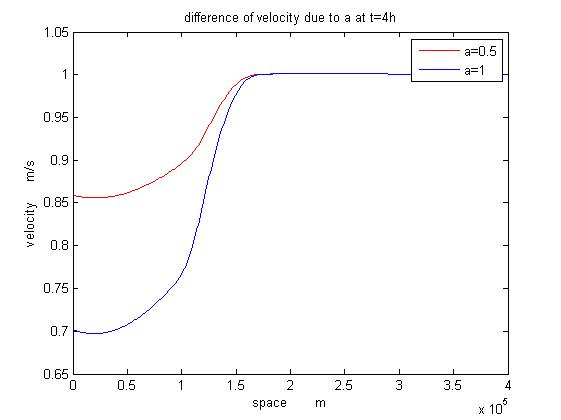 difference of velocity due to a at t=4h
1.05
1
0.95
0.9
0.85
0.8
0.75
0.7
0.65
velocity m/s
a=0.5
a=1
0 0.5 1 1.5 2 2.5 3 3.5 4
x 10^5
space m